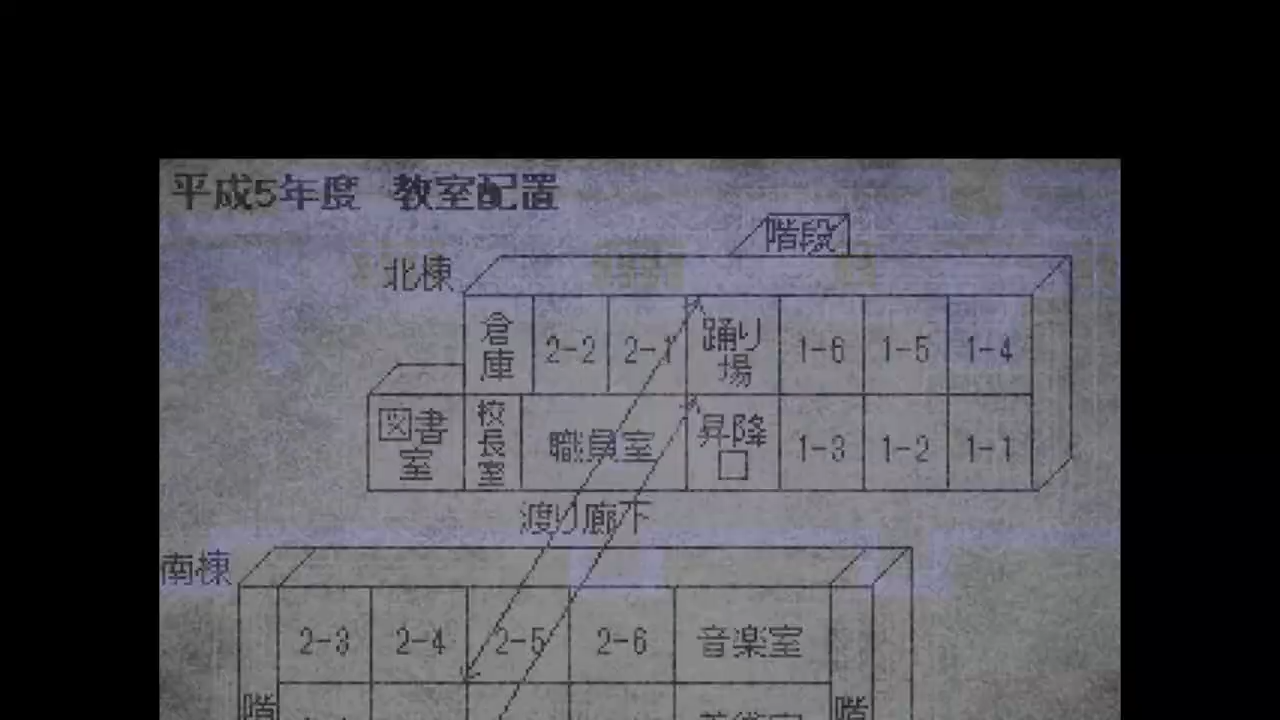 平成5年度 教室配置
階段
北棟
倉庫 2-2 2-1 踊り場 1-6 1-5 1-4
図書室 校長室 職員室 昇降口 1-3 1-2 1-1
渡り廊下
南棟
2-3 2-4 2-5 2-6 音楽室
階 階